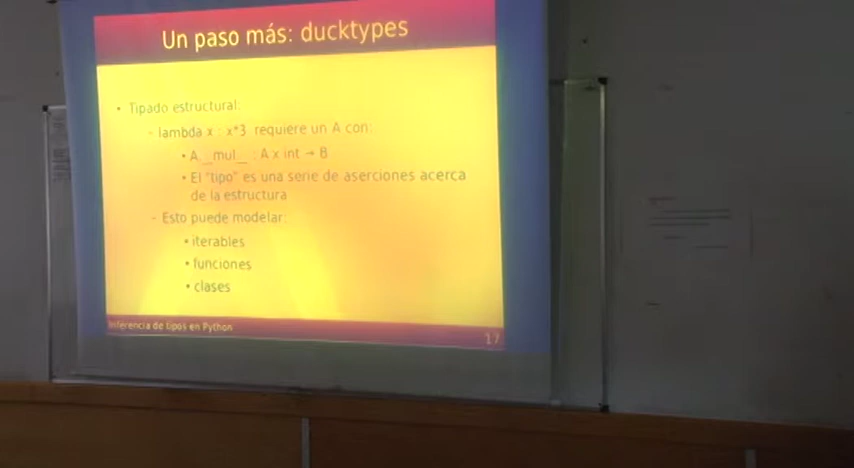 Un paso más: ducktypes
• Tipado estructural:
– lambda x : x*3 requiere un A con:
• A.__mul__ : A x int → B
• El "tipo" es una serie de aserciones acerca
de la estructura
– Esto puede modelar:
• iterables
• funciones
• clases
Inferencia de tipos en Python
17